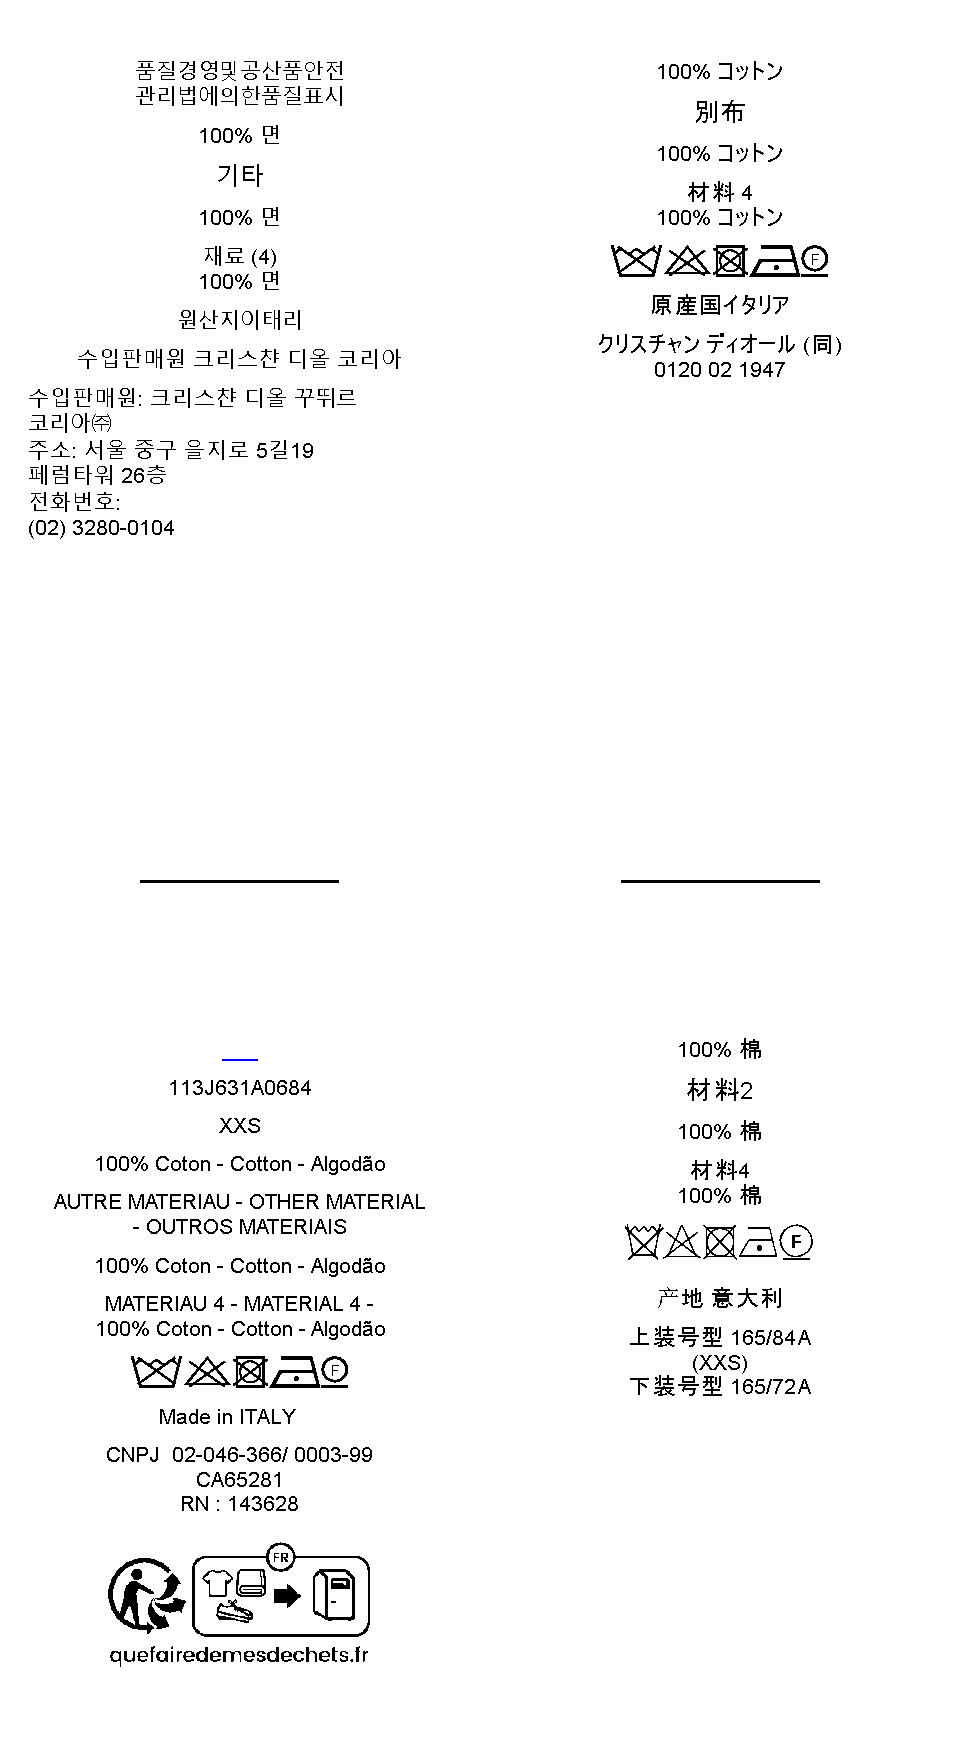 품질경영및공산품안전
관리법에의한품질표시
100% 면
기타
100% 면
재료 (4)
100% 면
원산지이태리
수입판매원 크리스챤 디올 코리아
수입판매원: 크리스챤 디올 꾸뛰르
코리아㈜
주소: 서울 중구 을지로 5길19
페럼타워 26층
전화번호:
(02) 3280-0104
100% コットン
別布
100% コットン
材料 4
100% コットン
F
原産国イタリア
クリスチャン ディオール (同)
0120 02 1947
113J631A0684
XXS
100% Coton - Cotton - Algodão
AUTRE MATERIAU - OTHER MATERIAL
- OUTROS MATERIAIS
100% Coton - Cotton - Algodão
MATERIAU 4 - MATERIAL 4 -
100% Coton - Cotton - Algodão
F
Made in ITALY
CNPJ 02-046-366/ 0003-99
CA65281
RN : 143628
FR
quefairedemesdechets.fr
100% 棉
材料2
100% 棉
材料4
100% 棉
F
产地 意大利
上装号型 165/84A
(XXS)
下装号型 165/72A